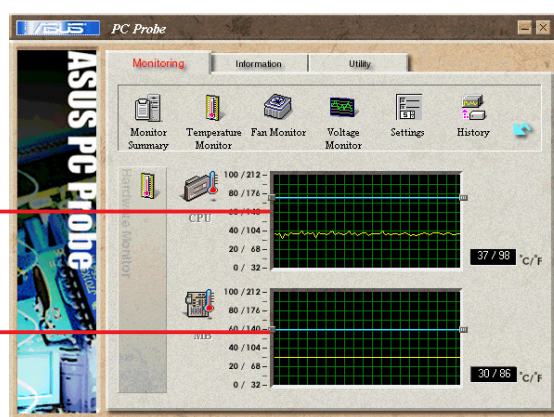 ASUS PC Probe
Monitoring Information Utility
ASUS PC Probe
Monitor Summary
Temperature Monitor
Fan Monitor
Voltage Monitor
Settings
History
Hardware Monitor
CPU
100 / 212
80 / 176
60 / 140
40 / 104
20 / 68
0 / 32
37 / 98 °C/°F
MB
100 / 212
80 / 176
60 / 140
40 / 104
20 / 68
0 / 32
30 / 86 °C/°F